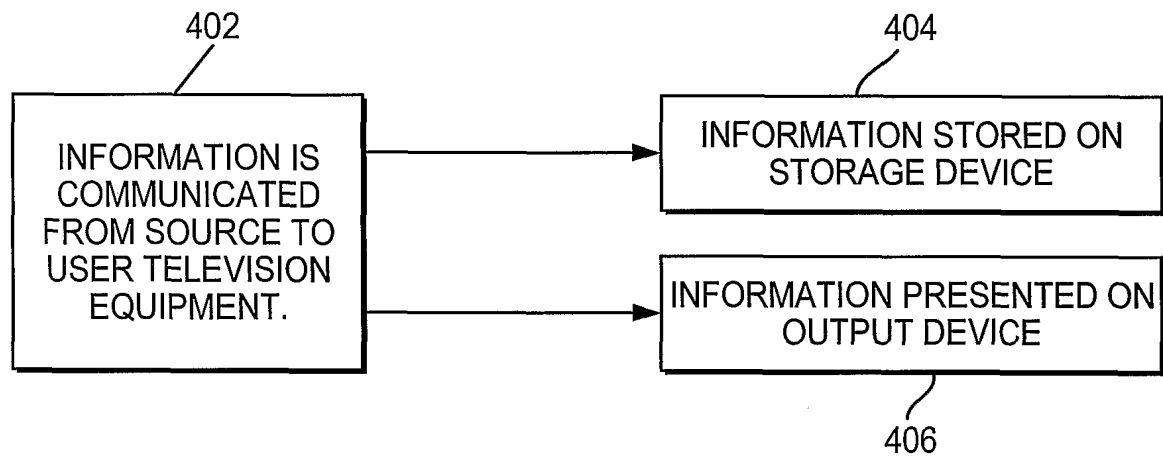 402
INFORMATION IS
COMMUNICATED
FROM SOURCE TO
USER TELEVISION
EQUIPMENT.
404
INFORMATION STORED ON
STORAGE DEVICE
INFORMATION PRESENTED ON
OUTPUT DEVICE
406